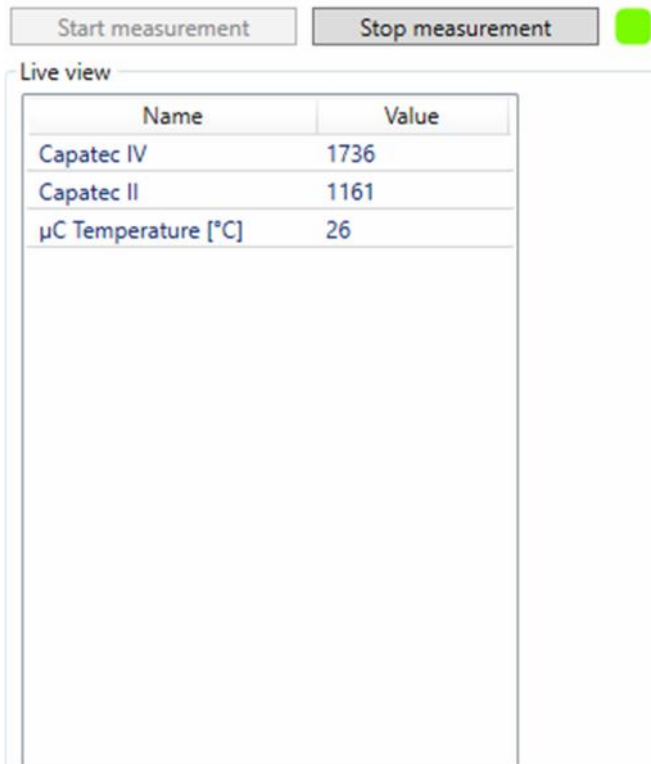 Start measurement Stop measurement
Live view
Name Value
Capatec IV 1736
Capatec II 1161
µC Temperature [°C] 26